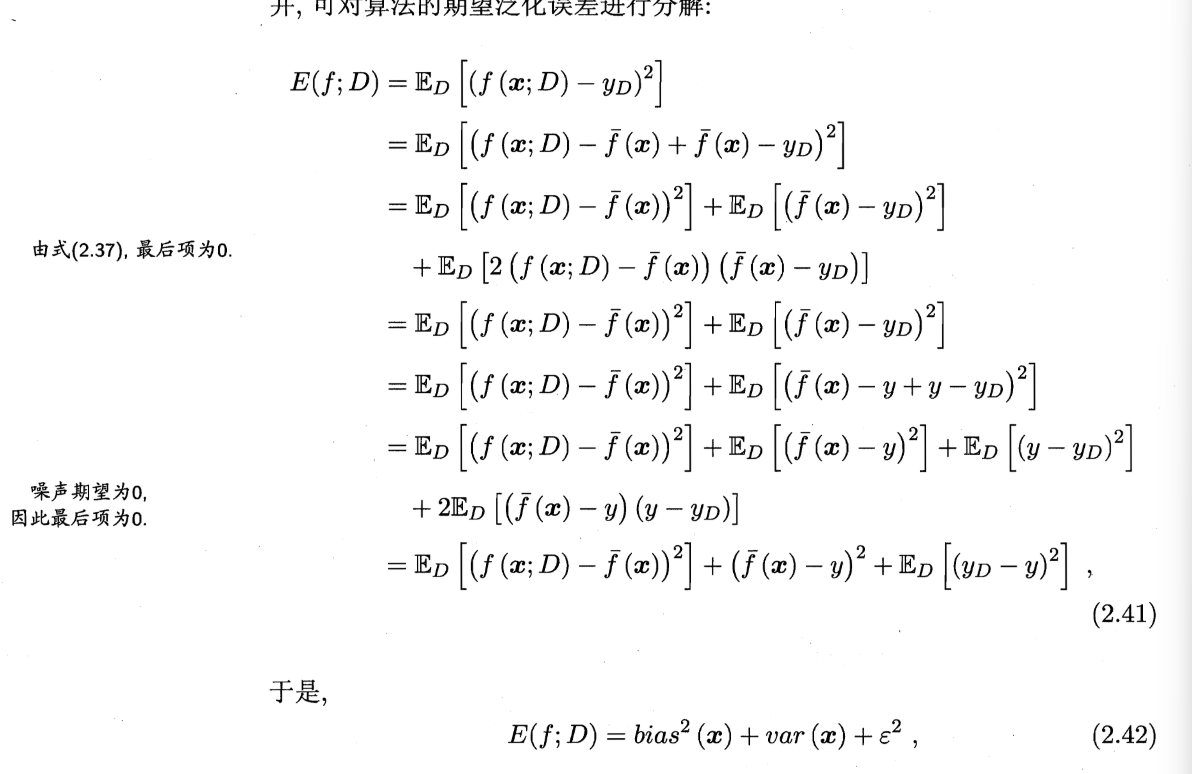 并, 可对算法的期望泛化误差进行分解:
E(f; D) = 𝔼_D [(f (𝒙; D) − y_D)²]
= 𝔼_D [(f (𝒙; D) − f̄ (𝒙) + f̄ (𝒙) − y_D)²]
= 𝔼_D [(f (𝒙; D) − f̄ (𝒙))²] + 𝔼_D [(f̄ (𝒙) − y_D)²]
由式(2.37), 最后项为0.
+ 𝔼_D [2 (f (𝒙; D) − f̄ (𝒙)) (f̄ (𝒙) − y_D)]
= 𝔼_D [(f (𝒙; D) − f̄ (𝒙))²] + 𝔼_D [(f̄ (𝒙) − y_D)²]
= 𝔼_D [(f (𝒙; D) − f̄ (𝒙))²] + 𝔼_D [(f̄ (𝒙) − y + y − y_D)²]
= 𝔼_D [(f (𝒙; D) − f̄ (𝒙))²] + 𝔼_D [(f̄ (𝒙) − y)²] + 𝔼_D [(y − y_D)²]
噪声期望为0,
因此最后项为0.
+ 2𝔼_D [(f̄ (𝒙) − y) (y − y_D)]
= 𝔼_D [(f (𝒙; D) − f̄ (𝒙))²] + (f̄ (𝒙) − y)² + 𝔼_D [(y_D − y)²] ,
(2.41)
于是,
E(f; D) = bias² (𝒙) + var (𝒙) + ε² , (2.42)